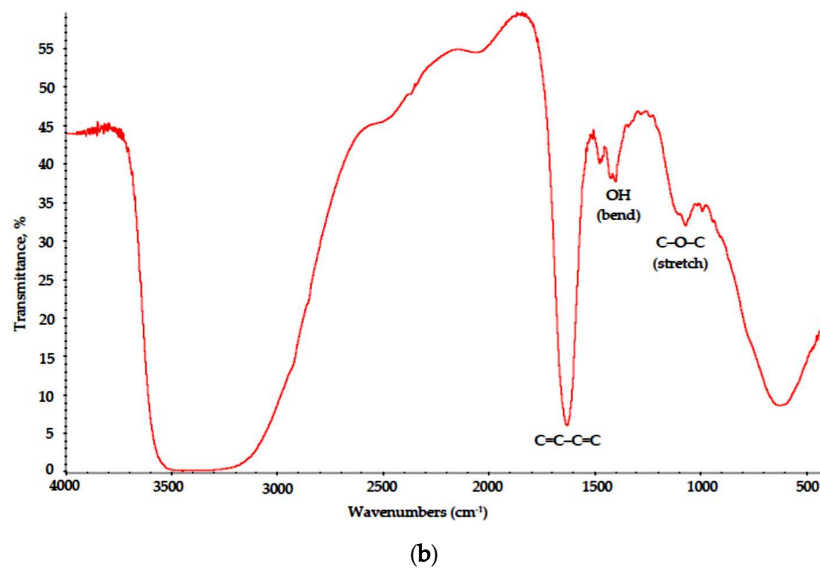 55
50
45
40
35
30
25
20
15
10
5
0
Transmittance, %
OH
(bend)
C–O–C
(stretch)
C=C–C=C
4000 3500 3000 2500 2000 1500 1000 500
Wavenumbers (cm⁻¹)
(b)